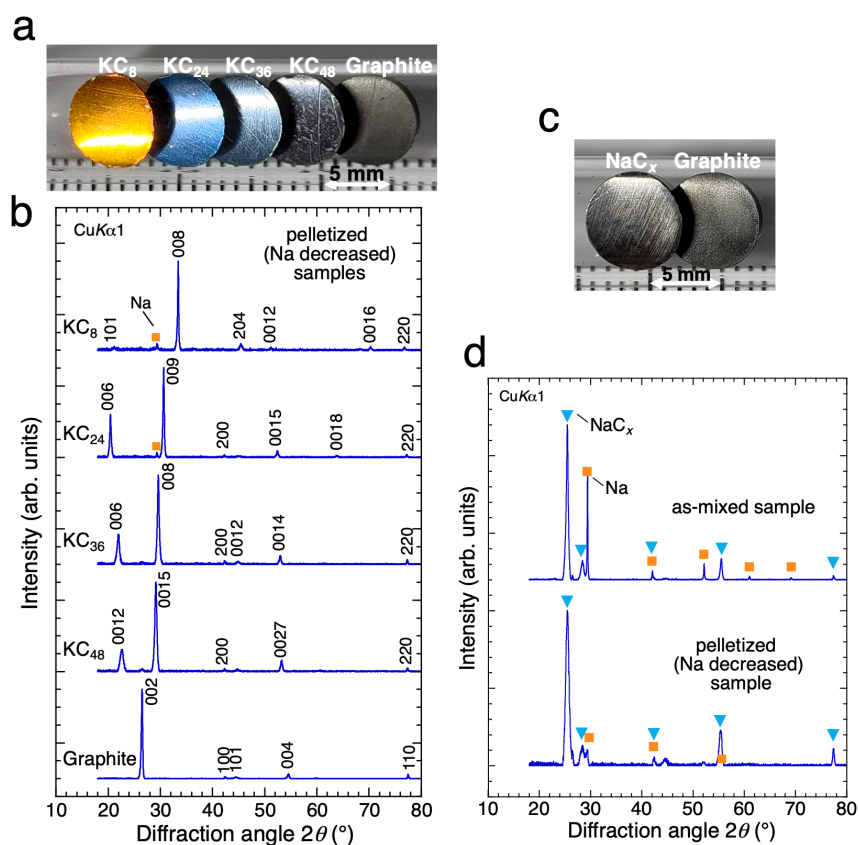 a
KC₈ KC₂₄ KC₃₆ KC₄₈ Graphite
5 mm
b
CuKα1
pelletized
(Na decreased)
samples
008
Na
KC₈
101
204
0012
0016
220
006
009
KC₂₄
200
0015
0018
220
006
008
KC₃₆
200
0012
0014
220
0012
0015
KC₄₈
200
0027
220
002
Graphite
100
101
004
110
Intensity (arb. units)
10 20 30 40 50 60 70 80
Diffraction angle 2θ (°)
c
NaCₓ Graphite
5 mm
d
CuKα1
NaCₓ
Na
as-mixed sample
pelletized
(Na decreased)
sample
Intensity (arb. units)
10 20 30 40 50 60 70 80
Diffraction angle 2θ (°)